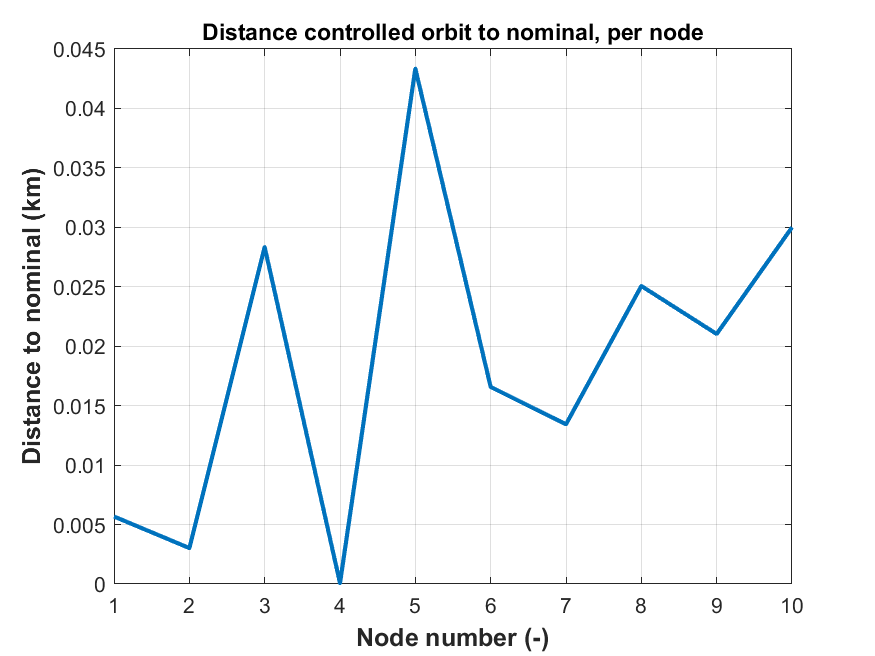 Distance controlled orbit to nominal, per node
Distance to nominal (km)
0.045
0.04
0.035
0.03
0.025
0.02
0.015
0.01
0.005
0
1 2 3 4 5 6 7 8 9 10
Node number (-)